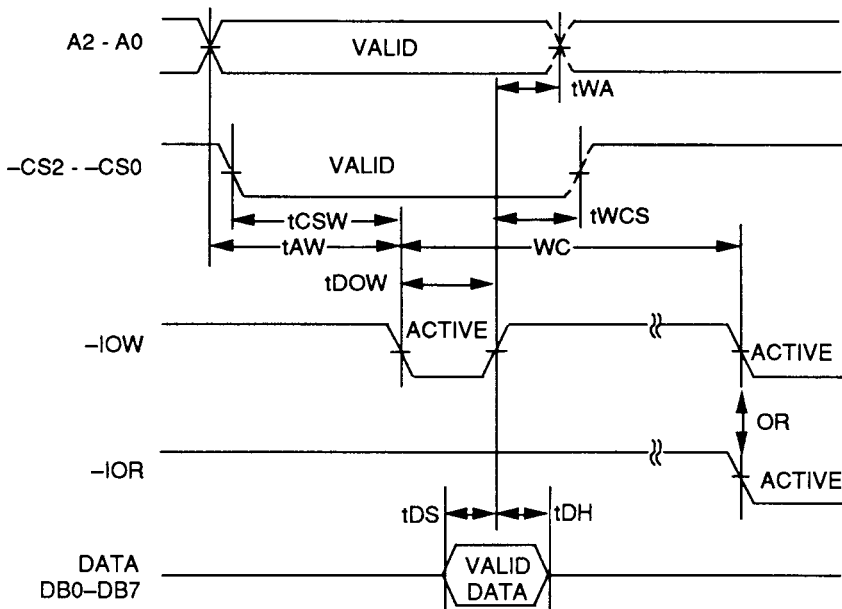 A2 - A0
VALID
tWA
–CS2 - –CS0
VALID
tCSW
tWCS
tAW
WC
tDOW
–IOW
ACTIVE
ACTIVE
OR
–IOR
ACTIVE
tDS
tDH
DATA
DB0–DB7
VALID
DATA